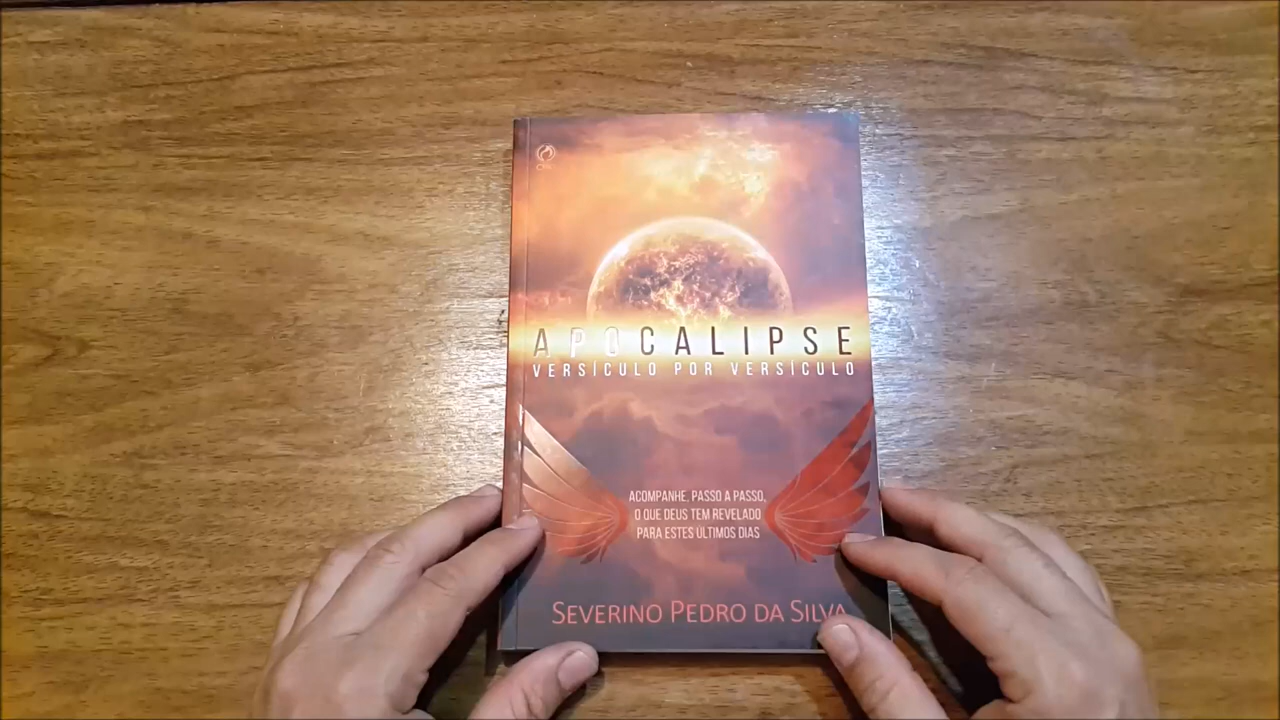 CPAD
APOCALIPSE
VERSÍCULO POR VERSÍCULO
ACOMPANHE, PASSO A PASSO,
O QUE DEUS TEM REVELADO
PARA ESTES ÚLTIMOS DIAS
SEVERINO PEDRO DA SILVA